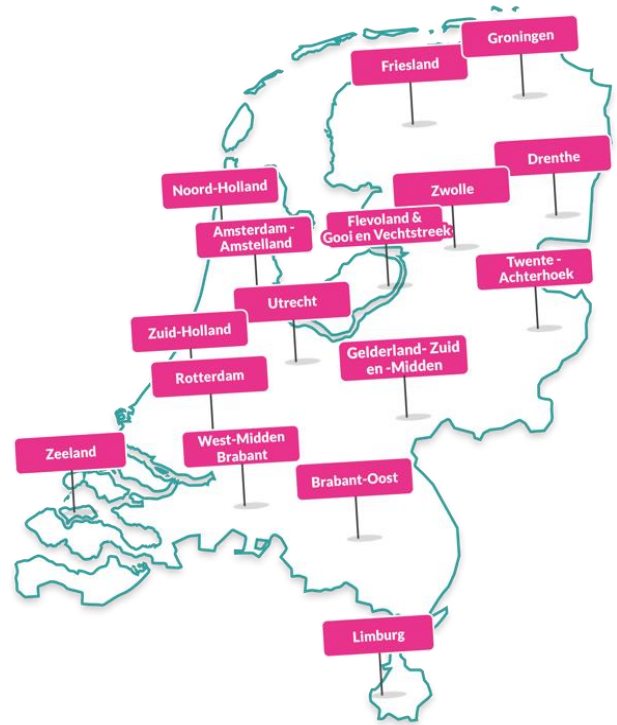 Groningen
Friesland
Drenthe
Noord-Holland
Zwolle
Amsterdam -
Amstelland
Flevoland &
Gooi en Vechtstreek
Twente -
Achterhoek
Utrecht
Zuid-Holland
Gelderland- Zuid
en -Midden
Rotterdam
West-Midden
Brabant
Zeeland
Brabant-Oost
Limburg